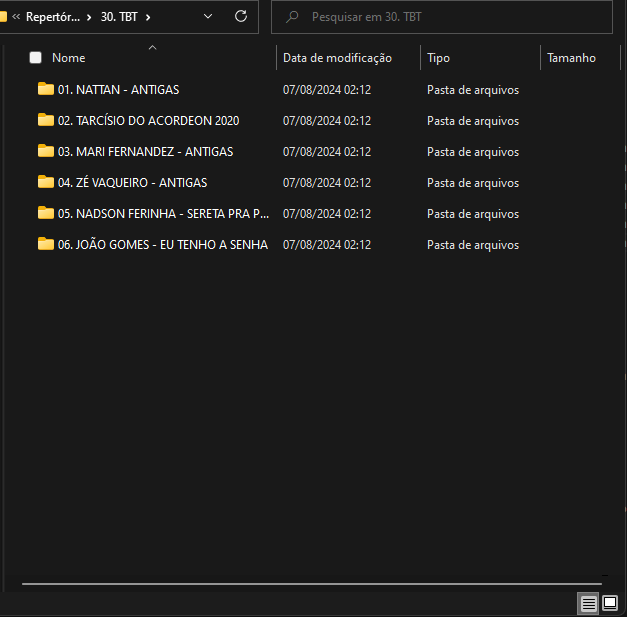 « Repertór... › 30. TBT ›
Pesquisar em 30. TBT
Nome Data de modificação Tipo Tamanho
01. NATTAN - ANTIGAS 07/08/2024 02:12 Pasta de arquivos
02. TARCÍSIO DO ACORDEON 2020 07/08/2024 02:12 Pasta de arquivos
03. MARI FERNANDEZ - ANTIGAS 07/08/2024 02:12 Pasta de arquivos
04. ZÉ VAQUEIRO - ANTIGAS 07/08/2024 02:12 Pasta de arquivos
05. NADSON FERINHA - SERETA PRA P... 07/08/2024 02:12 Pasta de arquivos
06. JOÃO GOMES - EU TENHO A SENHA 07/08/2024 02:12 Pasta de arquivos